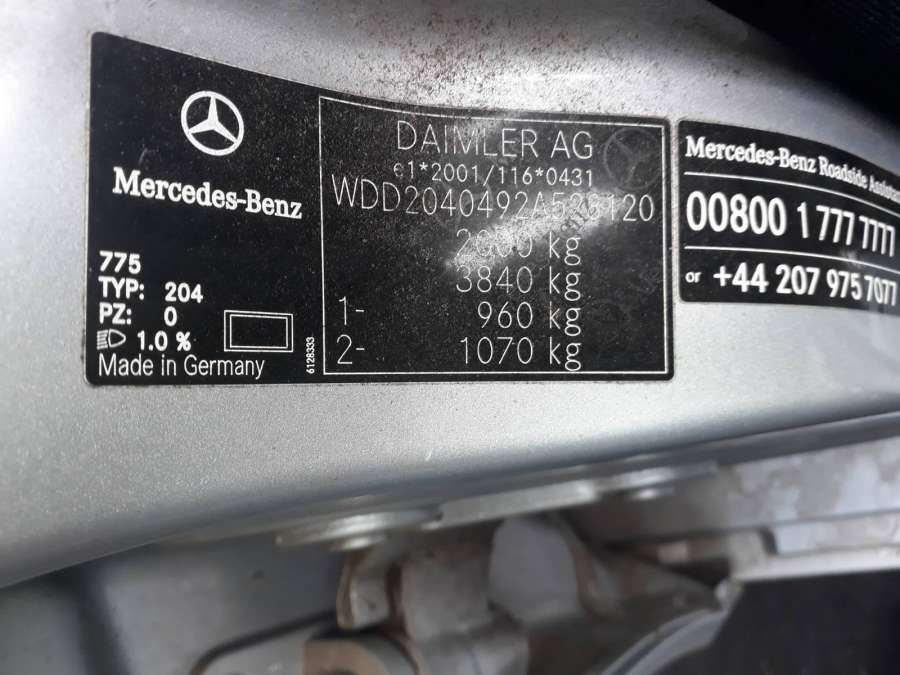 Mercedes-Benz
775
TYP: 204
PZ: 0
1.0 %
Made in Germany
6128333
DAIMLER AG
e1*2001/116*0431
kg
3840 kg
1- 960 kg
2- 1070 kg
Mercedes-Benz Roadside
00800 1 777 7777
or +44 207 975 7077